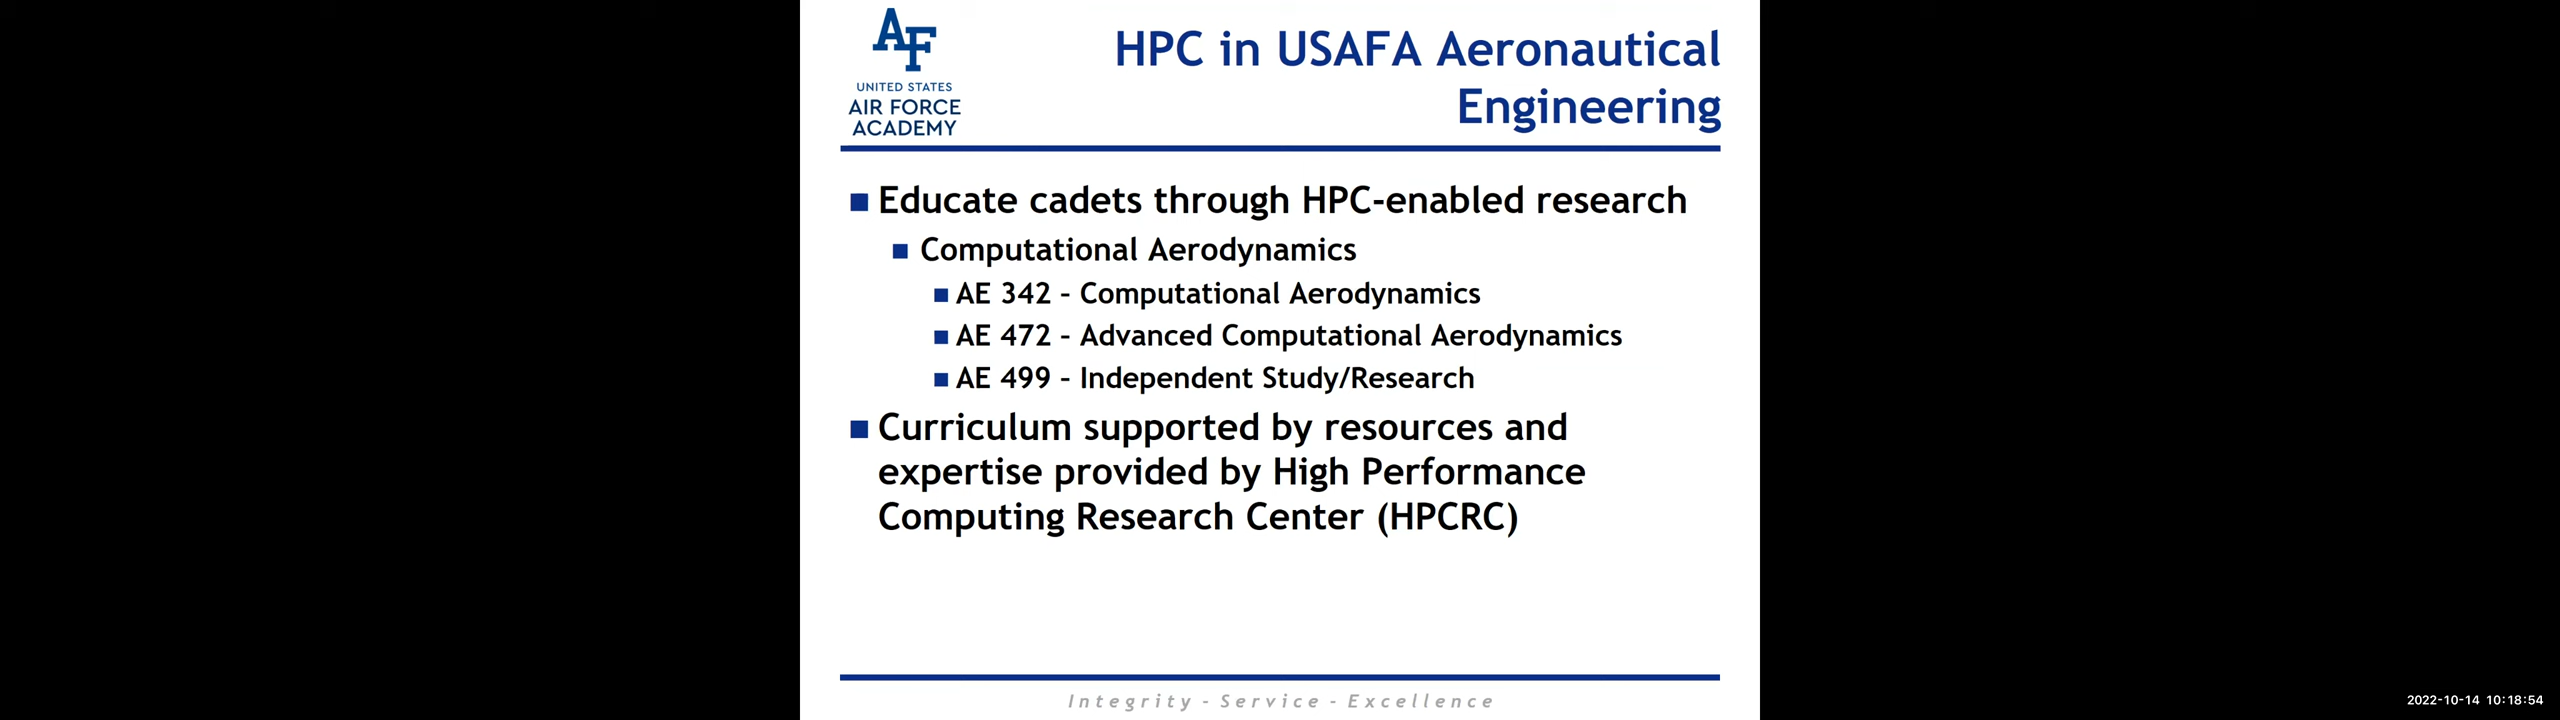 AF
UNITED STATES
AIR FORCE
ACADEMY
HPC in USAFA Aeronautical
Engineering
Educate cadets through HPC-enabled research
Computational Aerodynamics
AE 342 – Computational Aerodynamics
AE 472 – Advanced Computational Aerodynamics
AE 499 – Independent Study/Research
Curriculum supported by resources and
expertise provided by High Performance
Computing Research Center (HPCRC)
Integrity - Service - Excellence
2022-10-14 10:18:54